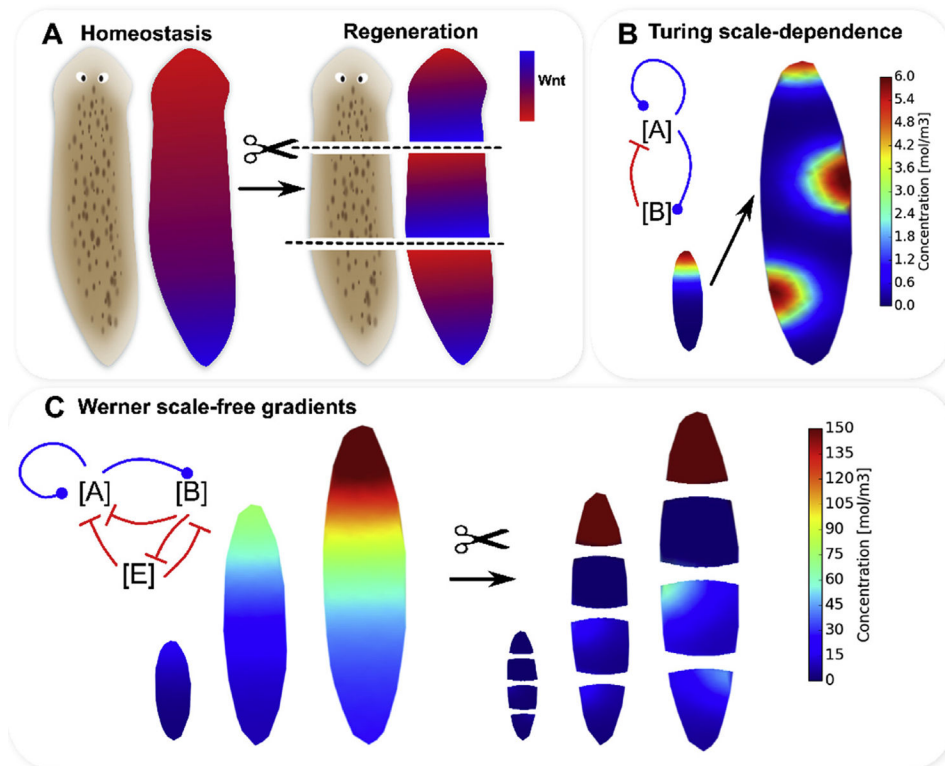 A Homeostasis
Regeneration
Wnt
B Turing scale-dependence
[A]
[B]
6.0
5.4
4.8
4.2
3.6
3.0
2.4
1.8
1.2
0.6
0.0
Concentration [mol/m3]
C Werner scale-free gradients
[A]
[B]
[E]
150
135
120
105
90
75
60
45
30
15
0
Concentration [mol/m3]